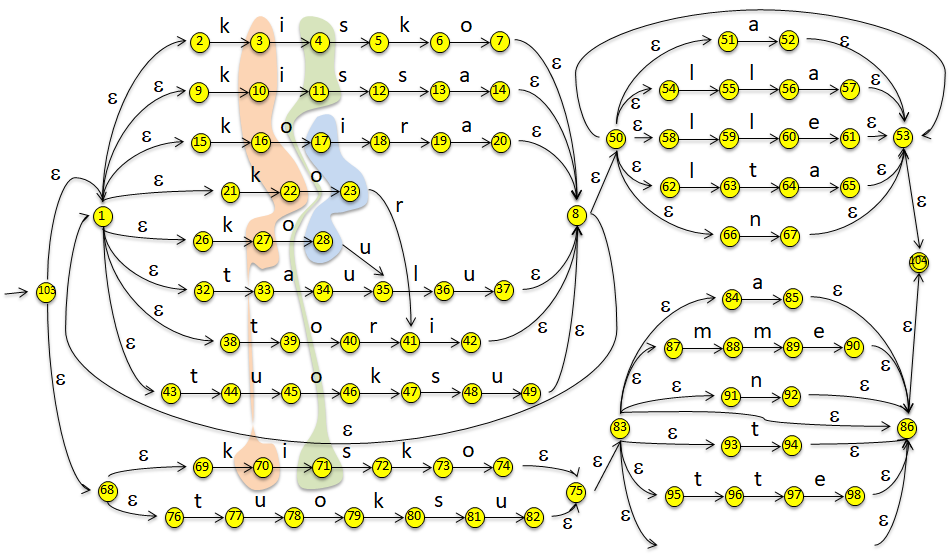 k i s k o
ε 2 3 4 5 6 7 ε
k i s s a
ε 9 10 11 12 13 14 ε
k o i r a
ε 15 16 17 18 19 20 ε
k o
ε 21 22 23 r
k o
ε 26 27 28 u
t a u l u
ε 32 33 34 35 36 37 ε
t o r i
ε 38 39 40 41 42 ε
t u o k s u
ε 43 44 45 46 47 48 49 ε
ε 1 8 ε
103
ε
ε
k i s k o
ε 69 70 71 72 73 74 ε
68 75 ε
t u o k s u
ε 76 77 78 79 80 81 82 ε
a
ε 51 52 ε
l l a
ε 54 55 56 57 ε
50 53
l l e
ε 58 59 60 61 ε
l t a
ε 62 63 64 65 ε
n
ε 66 67 ε
ε
104
ε
a
ε 84 85 ε
m m e
ε 87 88 89 90 ε
n
ε 91 92 ε
83 ε 86
t
ε 93 94
t t e
ε 95 96 97 98 ε
ε ε